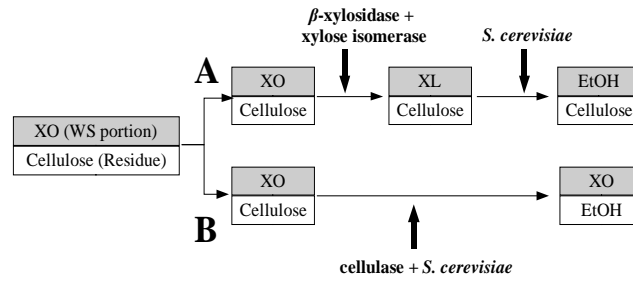 β-xylosidase +
xylose isomerase
S. cerevisiae
A
XO
XL
EtOH
Cellulose
Cellulose
Cellulose
XO (WS portion)
Cellulose (Residue)
XO
XO
Cellulose
EtOH
B
cellulase + S. cerevisiae